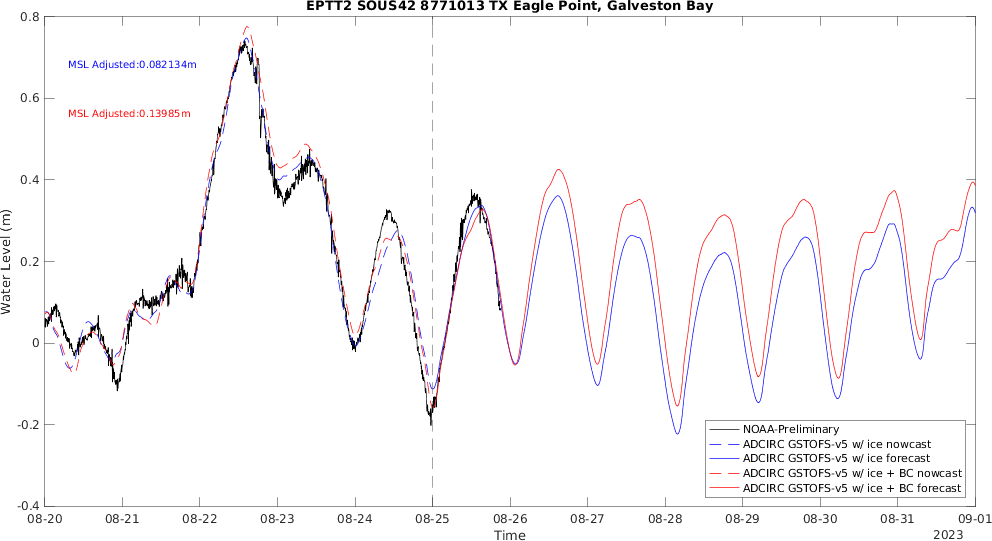 EPTT2 SOUS42 8771013 TX Eagle Point, Galveston Bay
MSL Adjusted:0.082134m
MSL Adjusted:0.13985m
Water Level (m)
0.8
0.6
0.4
0.2
0
-0.2
-0.4
NOAA-Preliminary
ADCIRC GSTOFS-v5 w/ ice nowcast
ADCIRC GSTOFS-v5 w/ ice forecast
ADCIRC GSTOFS-v5 w/ ice + BC nowcast
ADCIRC GSTOFS-v5 w/ ice + BC forecast
08-20 08-21 08-22 08-23 08-24 08-25 08-26 08-27 08-28 08-29 08-30 08-31 09-01
Time
2023